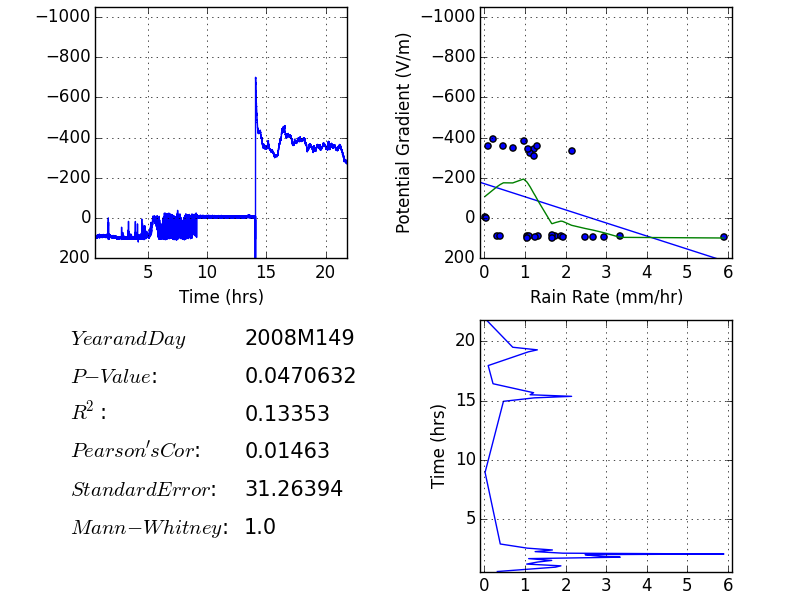 −1000
−800
−600
−400
−200
0
200
5 10 15 20
Time (hrs)
Potential Gradient (V/m)
−1000
−800
−600
−400
−200
0
200
0 1 2 3 4 5 6
Rain Rate (mm/hr)
YearandDay 2008M149
P−Value: 0.0470632
R²: 0.13353
Pearson'sCor: 0.01463
StandardError: 31.26394
Mann−Whitney: 1.0
Time (hrs)
20
15
10
5
0 1 2 3 4 5 6